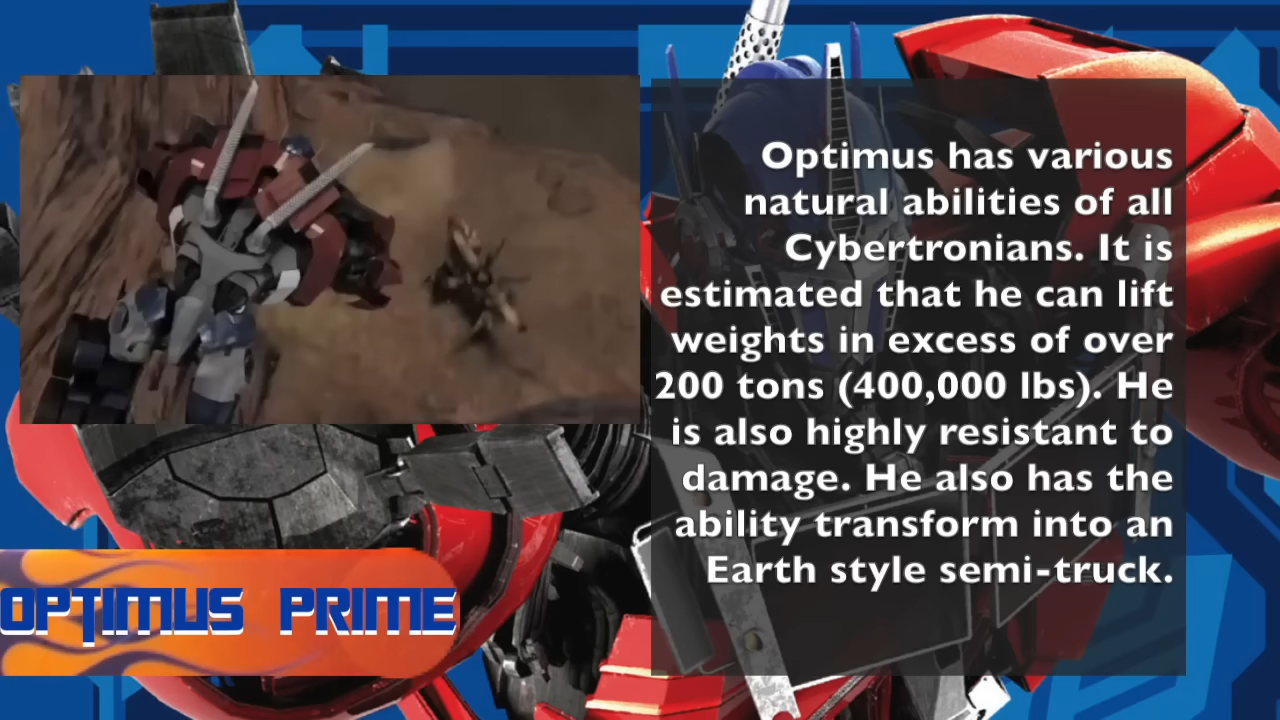 Optimus has various
natural abilities of all
Cybertronians. It is
estimated that he can lift
weights in excess of over
200 tons (400,000 lbs). He
is also highly resistant to
damage. He also has the
ability transform into an
Earth style semi-truck.
OPTIMUS PRIME